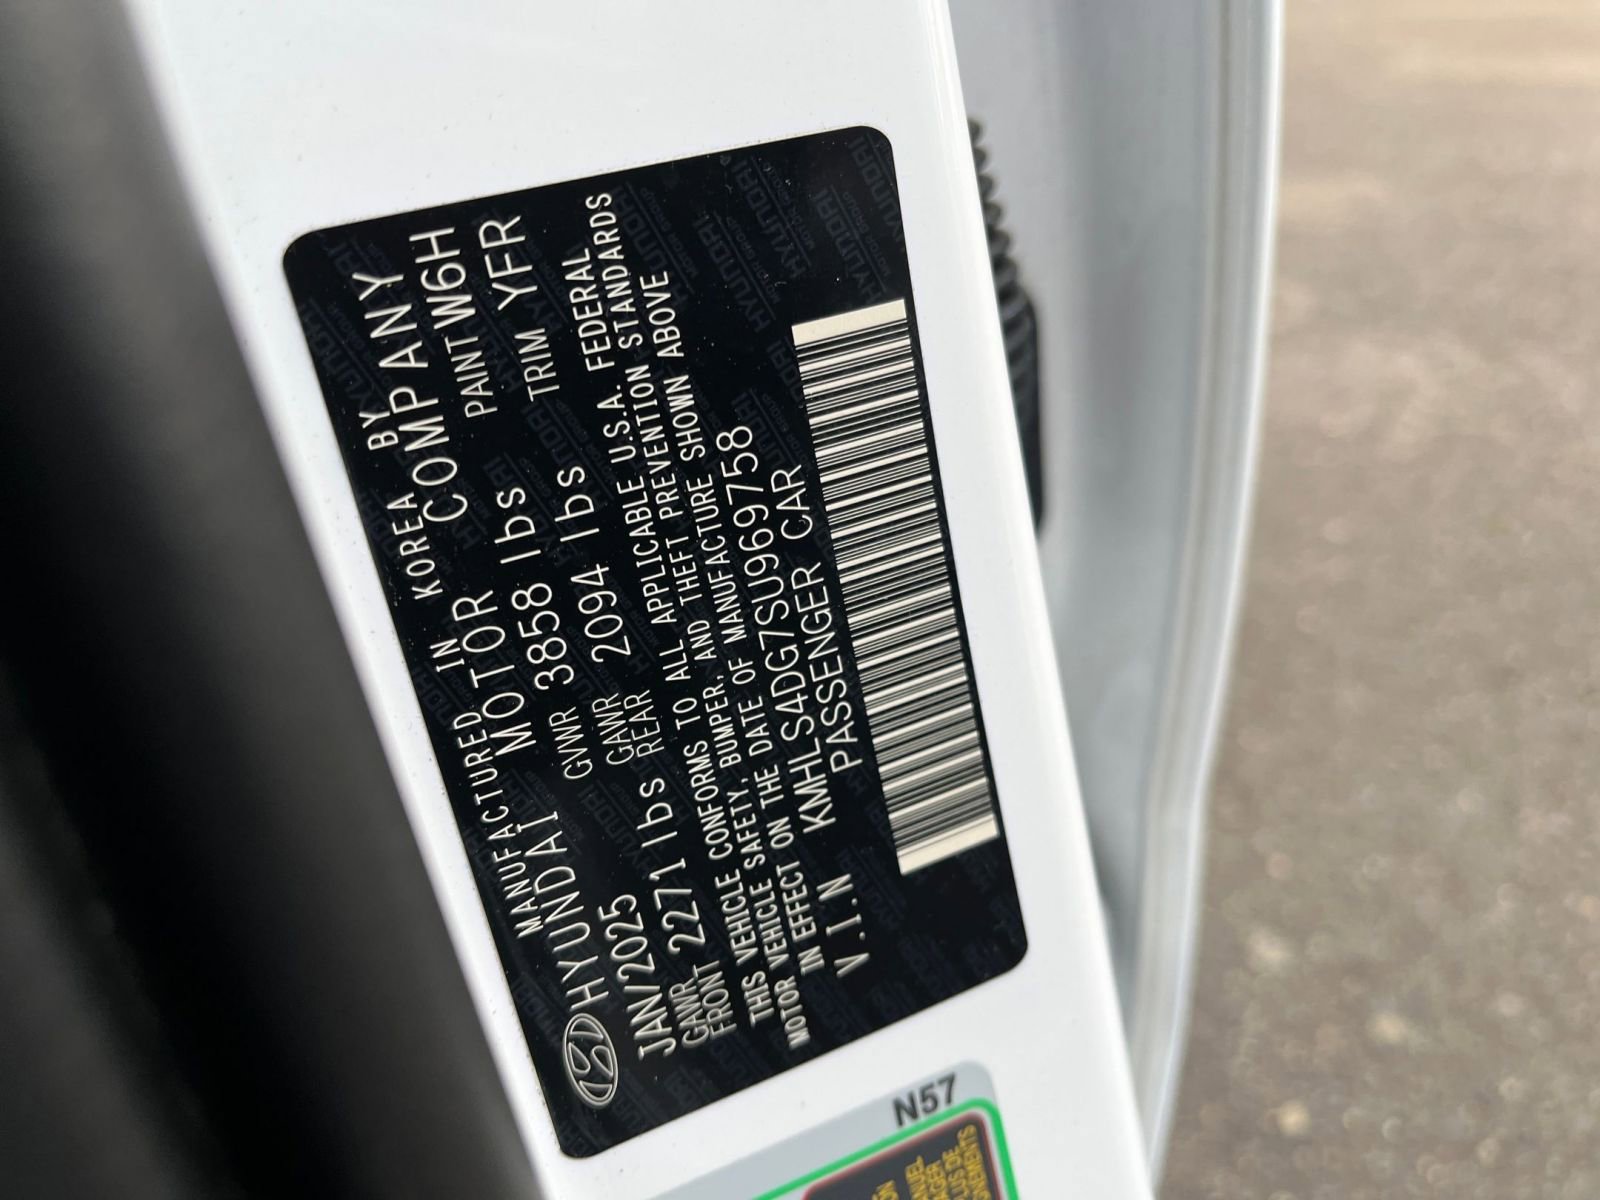 MANUFACTURED IN KOREA BY
HYUNDAI MOTOR COMPANY
JAN/2025 GVWR 3858 lbs PAINT W6H
GAWR FRONT 2271 lbs GAWR REAR 2094 lbs TRIM YFR
THIS VEHICLE CONFORMS TO ALL APPLICABLE U.S.A. FEDERAL
MOTOR VEHICLE SAFETY, BUMPER, AND THEFT PREVENTION STANDARDS
IN EFFECT ON THE DATE OF MANUFACTURE SHOWN ABOVE
V.I.N KMHLS4DG7SU969758
PASSENGER CAR
N57